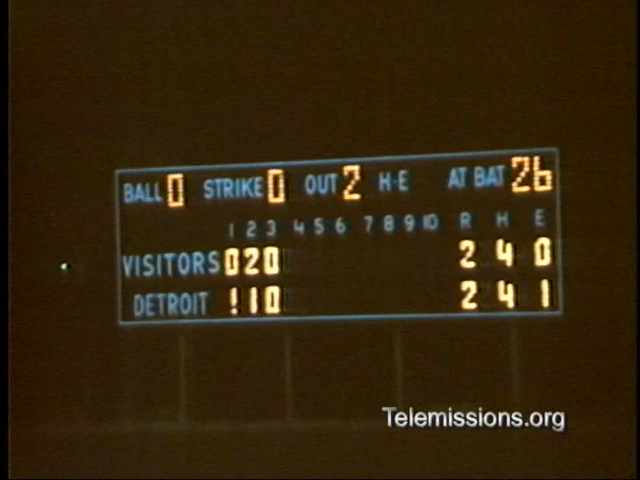 BALL 0 STRIKE 0 OUT 2 H-E AT BAT 26
1 2 3 4 5 6 7 8 9 10 R H E
VISITORS 0 2 0 2 4 0
DETROIT 1 1 0 2 4 1
Telemissions.org